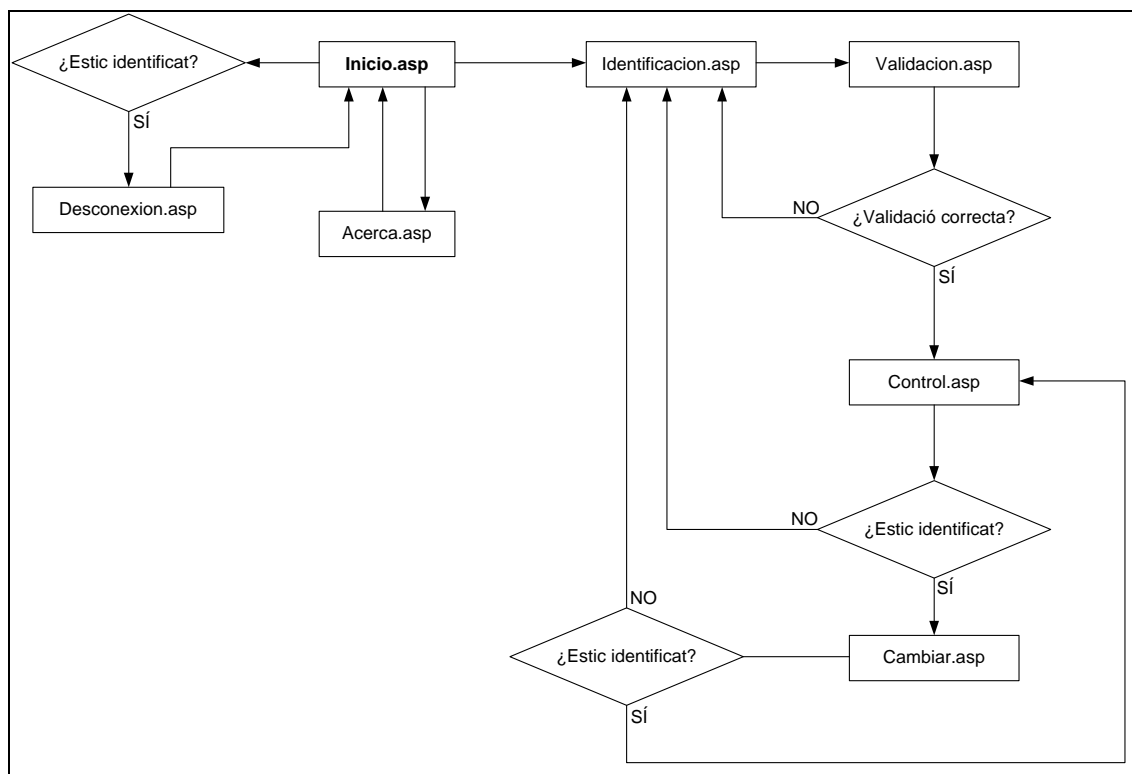 ¿Estic identificat?
Inicio.asp
Identificacion.asp
Validacion.asp
SÍ
Desconexion.asp
Acerca.asp
NO
¿Validació correcta?
SÍ
Control.asp
NO
¿Estic identificat?
SÍ
NO
¿Estic identificat?
Cambiar.asp
SÍ